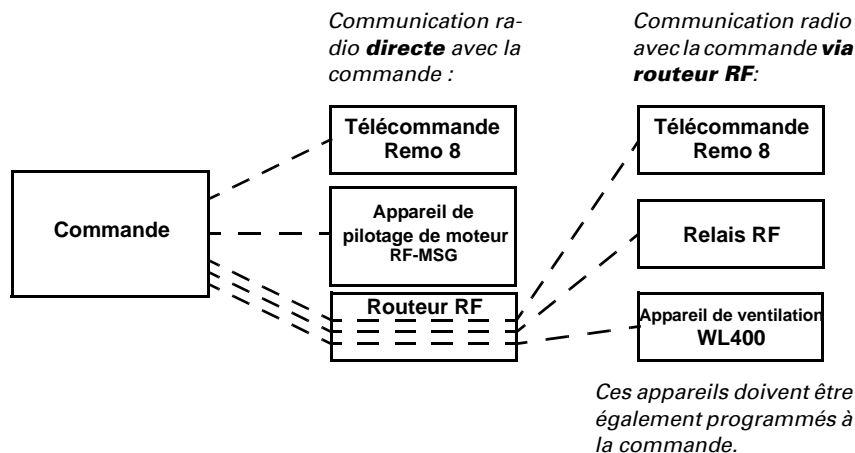 Communication ra-
dio directe avec la
commande :
Communication radio
avec la commande via
routeur RF:
Télécommande
Remo 8
Télécommande
Remo 8
Commande
Appareil de
pilotage de moteur
RF-MSG
Relais RF
Routeur RF
Appareil de ventilation
WL400
Ces appareils doivent être
également programmés à
la commande.